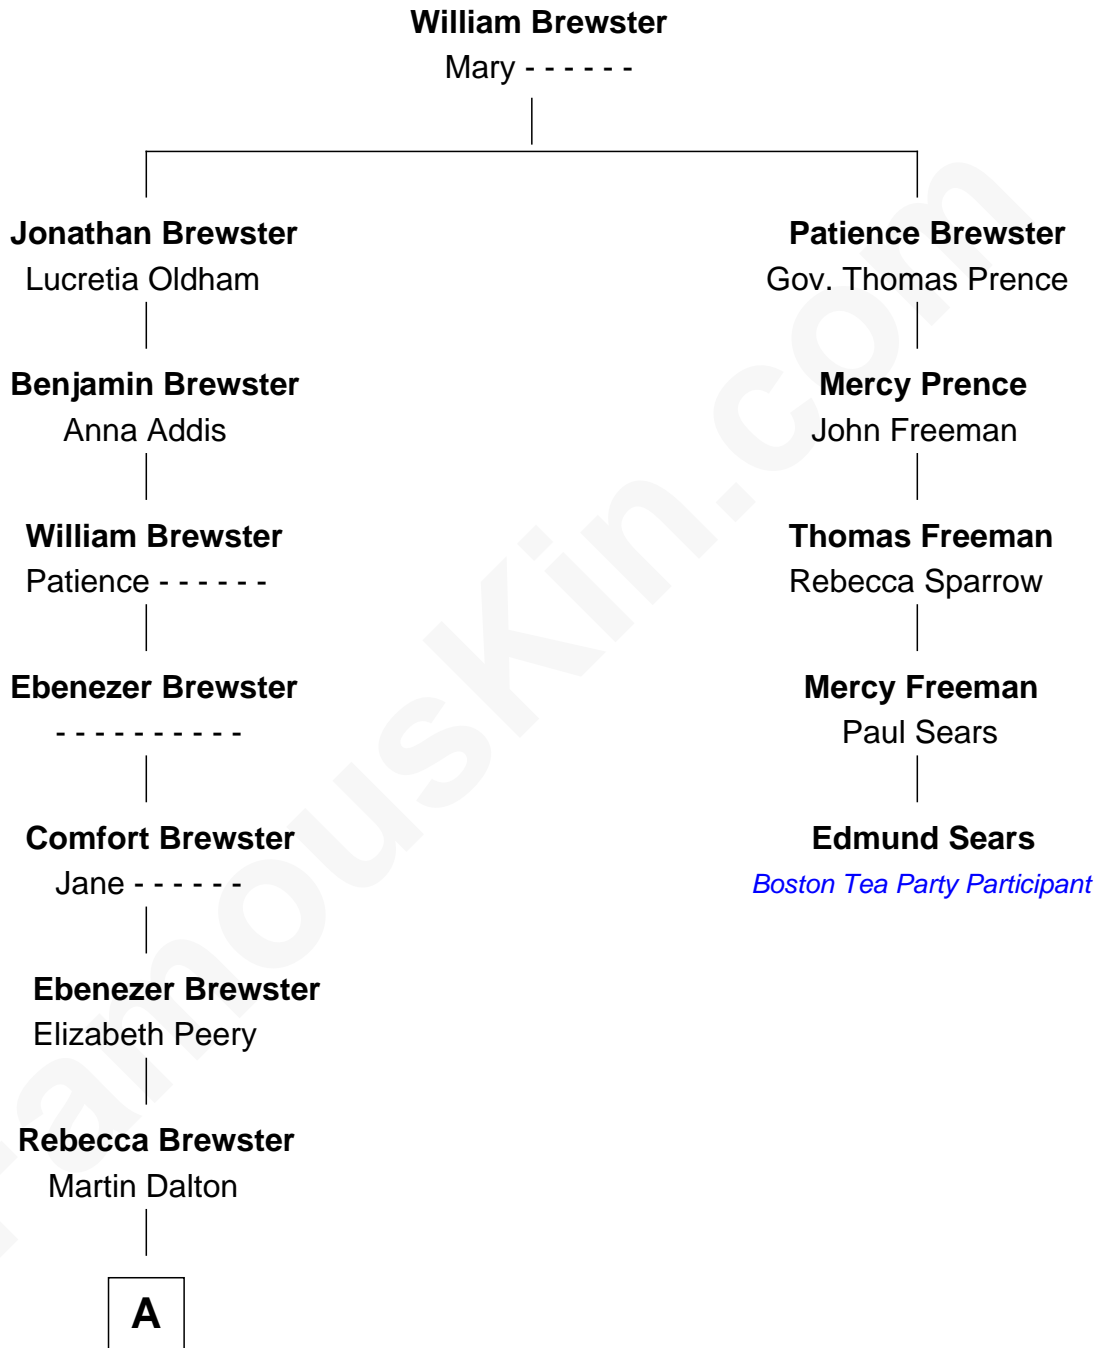 William Brewster
Mary - - - - - -
Jonathan Brewster
Lucretia Oldham
Patience Brewster
Gov. Thomas Prence
Benjamin Brewster
Anna Addis
Mercy Prence
John Freeman
William Brewster
Patience - - - - - -
Thomas Freeman
Rebecca Sparrow
Ebenezer Brewster
- - - - - - - - - -
Mercy Freeman
Paul Sears
Comfort Brewster
Jane - - - - - -
Edmund Sears
Boston Tea Party Participant
Ebenezer Brewster
Elizabeth Peery
Rebecca Brewster
Martin Dalton
A
FamousKin.com